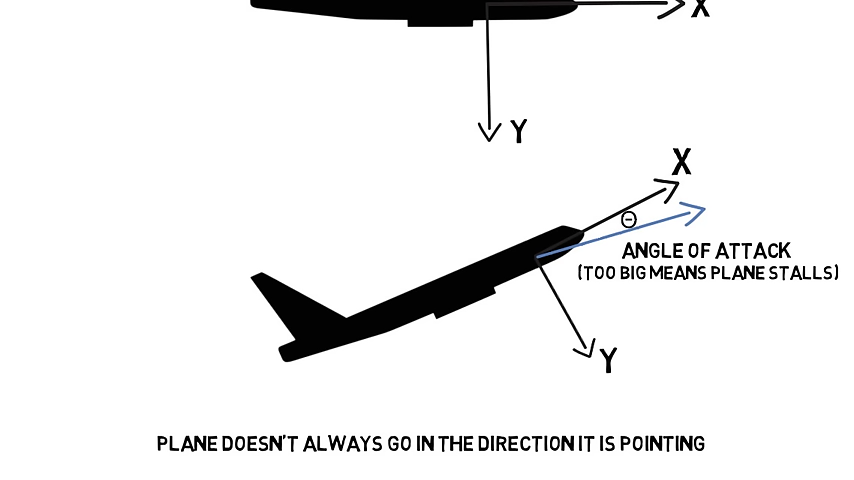 X
Y
X
Θ
ANGLE OF ATTACK
(TOO BIG MEANS PLANE STALLS)
Y
PLANE DOESN'T ALWAYS GO IN THE DIRECTION IT IS POINTING